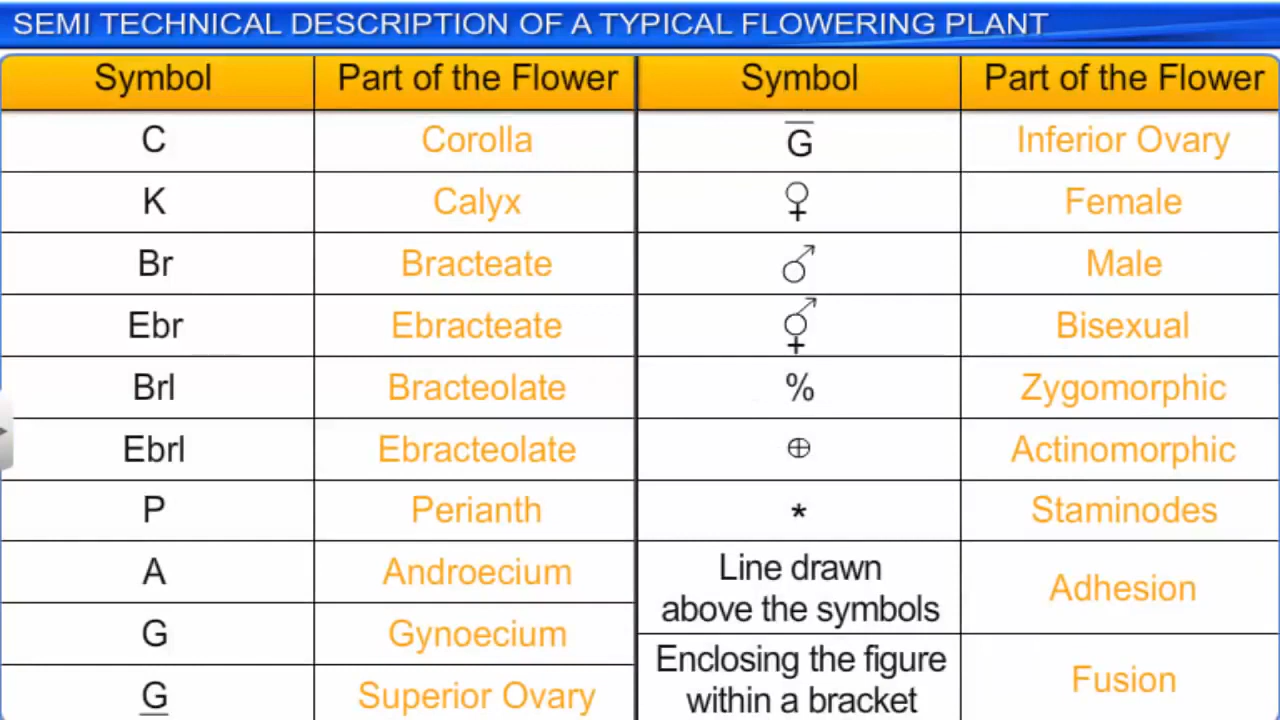 SEMI TECHNICAL DESCRIPTION OF A TYPICAL FLOWERING PLANT
Symbol Part of the Flower Symbol Part of the Flower
C Corolla G̅ Inferior Ovary
K Calyx ♀ Female
Br Bracteate ♂ Male
Ebr Ebracteate ⚥ Bisexual
Brl Bracteolate % Zygomorphic
Ebrl Ebracteolate ⊕ Actinomorphic
P Perianth * Staminodes
A Androecium Line drawn
above the symbols Adhesion
G Gynoecium Enclosing the figure
within a bracket Fusion
G̲ Superior Ovary